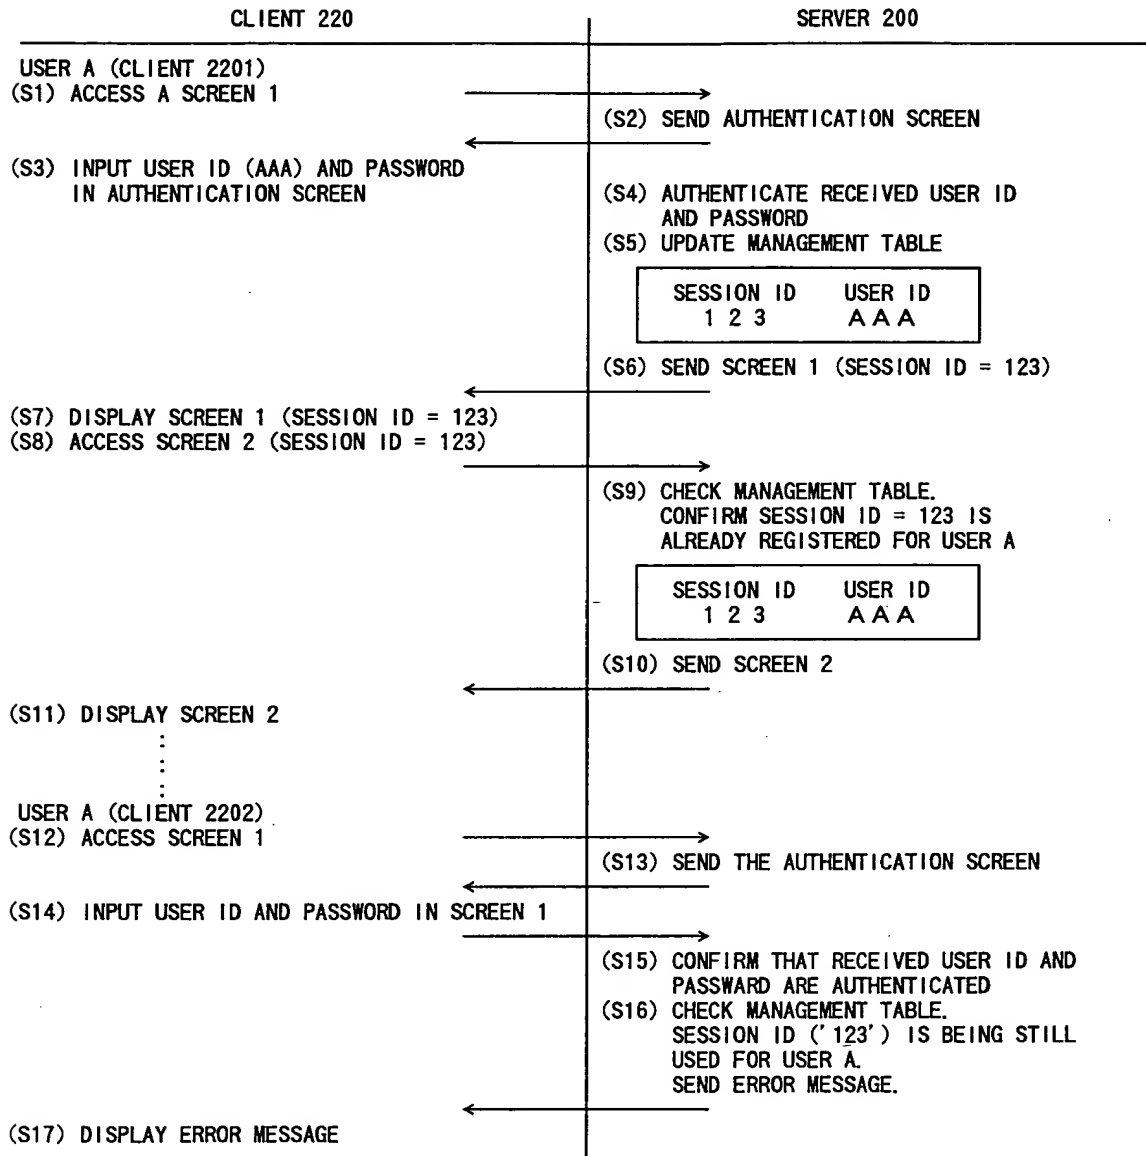 CLIENT 220
SERVER 200
USER A (CLIENT 2201)
(S1) ACCESS A SCREEN 1
(S2) SEND AUTHENTICATION SCREEN
(S3) INPUT USER ID (AAA) AND PASSWORD
IN AUTHENTICATION SCREEN
(S4) AUTHENTICATE RECEIVED USER ID
AND PASSWORD
(S5) UPDATE MANAGEMENT TABLE
SESSION ID USER ID
1 2 3 A A A
(S6) SEND SCREEN 1 (SESSION ID = 123)
(S7) DISPLAY SCREEN 1 (SESSION ID = 123)
(S8) ACCESS SCREEN 2 (SESSION ID = 123)
(S9) CHECK MANAGEMENT TABLE.
CONFIRM SESSION ID = 123 IS
ALREADY REGISTERED FOR USER A
SESSION ID USER ID
1 2 3 A A A
(S10) SEND SCREEN 2
(S11) DISPLAY SCREEN 2
USER A (CLIENT 2202)
(S12) ACCESS SCREEN 1
(S13) SEND THE AUTHENTICATION SCREEN
(S14) INPUT USER ID AND PASSWORD IN SCREEN 1
(S15) CONFIRM THAT RECEIVED USER ID AND
PASSWARD ARE AUTHENTICATED
(S16) CHECK MANAGEMENT TABLE.
SESSION ID ('123') IS BEING STILL
USED FOR USER A.
SEND ERROR MESSAGE.
(S17) DISPLAY ERROR MESSAGE